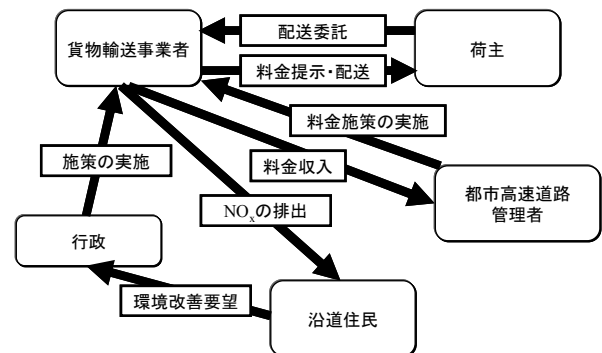 配送委託
貨物輸送事業者
荷主
料金提示・配送
料金施策の実施
施策の実施
料金収入
都市高速道路
管理者
NOxの排出
行政
環境改善要望
沿道住民